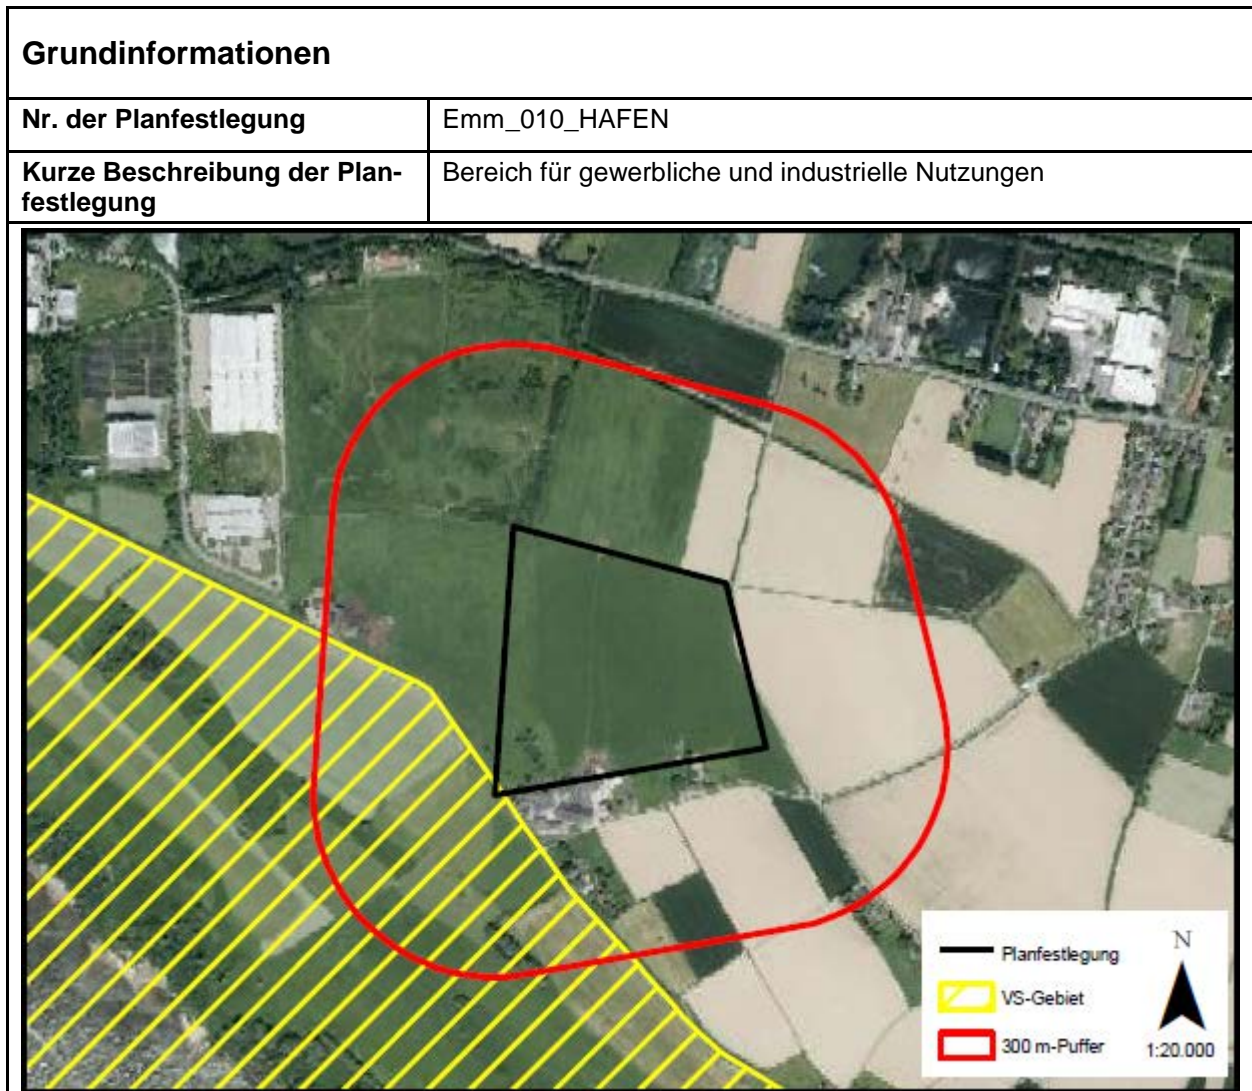 Grundinformationen
Nr. der Planfestlegung
Emm_010_HAFEN
Kurze Beschreibung der Plan-
festlegung
Bereich für gewerbliche und industrielle Nutzungen
Planfestlegung
VS-Gebiet
300 m-Puffer
N
1:20.000